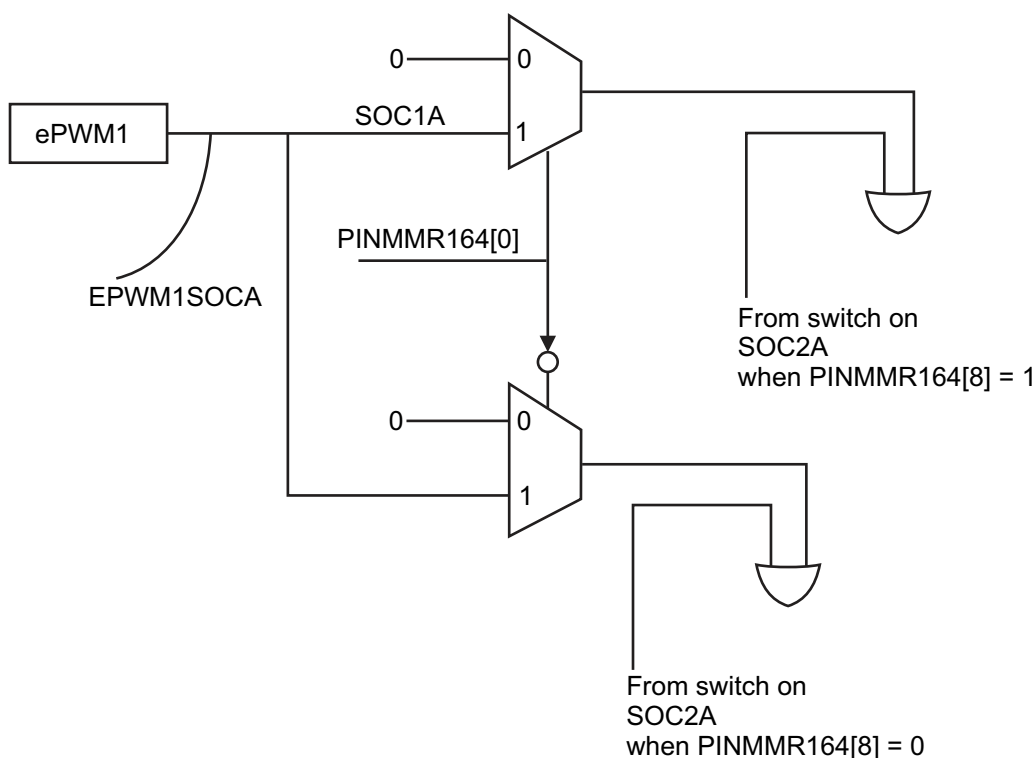 0
0
SOC1A
ePWM1
1
PINMMR164[0]
EPWM1SOCA
From switch on
SOC2A
when PINMMR164[8] = 1
0
0
1
From switch on
SOC2A
when PINMMR164[8] = 0